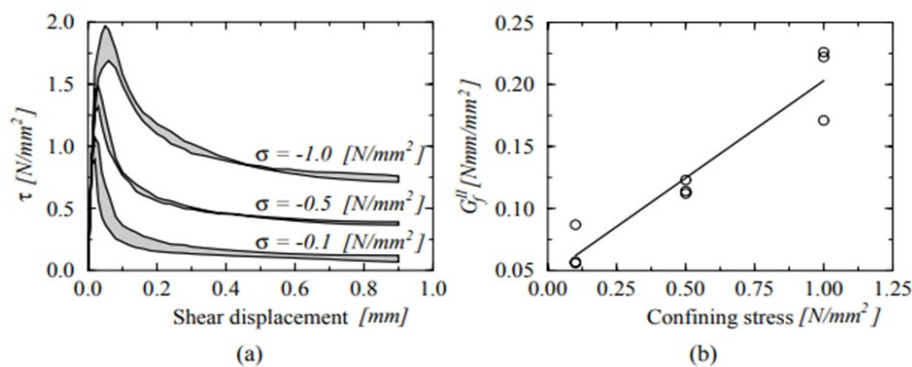 2.0
1.5
1.0
0.5
0.0
τ [N/mm²]
σ = -1.0 [N/mm²]
σ = -0.5 [N/mm²]
σ = -0.1 [N/mm²]
0.0 0.2 0.4 0.6 0.8 1.0
Shear displacement [mm]
(a)
0.25
0.20
0.15
0.10
0.05
G_f^II [Nmm/mm²]
0.00 0.25 0.50 0.75 1.00 1.25
Confining stress [N/mm²]
(b)